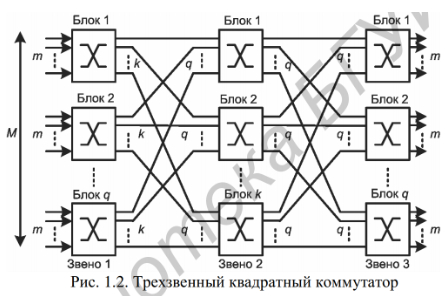 Блок 1 Блок 1 Блок 1
m k q q m
Блок 2 Блок 2 Блок 2
M m k q q q m
Блок q Блок k Блок q
m k q q m
Звено 1 Звено 2 Звено 3
Рис. 1.2. Трехзвенный квадратный коммутатор